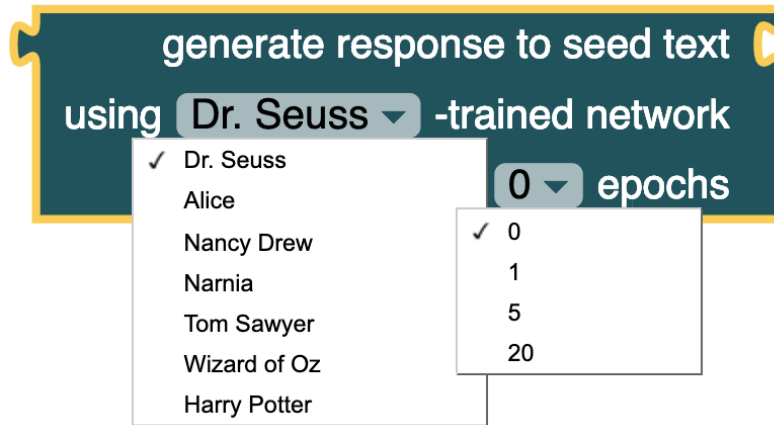 generate response to seed text
using Dr. Seuss -trained network
0 epochs
✓ Dr. Seuss
Alice
Nancy Drew
Narnia
Tom Sawyer
Wizard of Oz
Harry Potter
✓ 0
1
5
20